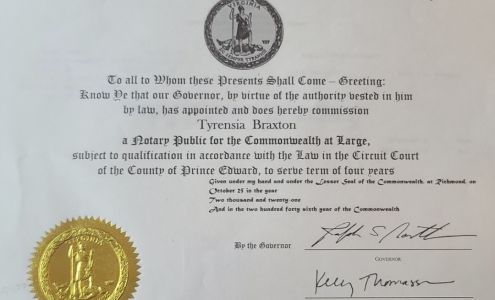 VIRGINIA
To all to Whom these Presents Shall Come – Greeting:
Know Ye that our Governor, by virtue of the authority vested in him
by law, has appointed and does hereby commission
Tyrensia Braxton
a Notary Public for the Commonwealth at Large,
subject to qualification in accordance with the Law in the Circuit Court
of the County of Prince Edward, to serve term of four years
Given under my hand and under the Lesser Seal of the Commonwealth, at Richmond, on
October 25 in the year
Two thousand and twenty-one
And in the two hundred forty sixth year of the Commonwealth
By the Governor
Ralph S Northam
GOVERNOR
Kelly Thomasson
VIRGINIA